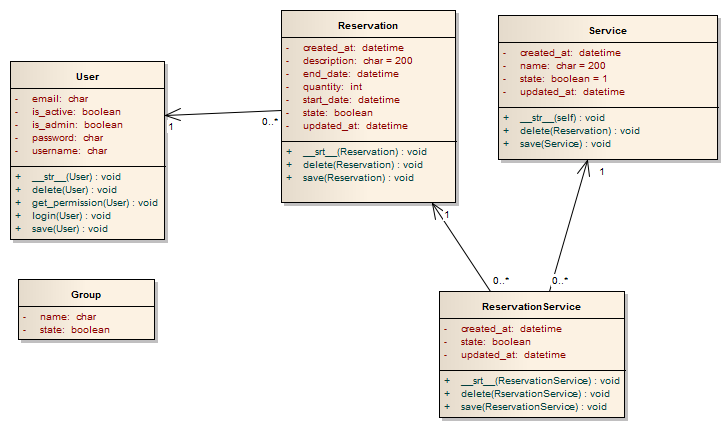 User
- email: char
- is_active: boolean
- is_admin: boolean
- password: char
- username: char
+ __str__(User) : void
+ delete(User) : void
+ get_permission(User) : void
+ login(User) : void
+ save(User) : void
1
0..*
Reservation
- created_at: datetime
- description: char = 200
- end_date: datetime
- quantity: int
- start_date: datetime
- state: boolean
- updated_at: datetime
+ __srt__(Reservation) : void
+ delete(Reservation) : void
+ save(Reservation) : void
Service
- created_at: datetime
- name: char = 200
- state: boolean = 1
- updated_at: datetime
+ __str__(self) : void
+ delete(Reservation) : void
+ save(Service) : void
1
1
0..*
0..*
Group
- name: char
- state: boolean
ReservationService
- created_at: datetime
- state: boolean
- updated_at: datetime
+ __srt__(ReservationService) : void
+ delete(RservationService) : void
+ save(ReservationService) : void